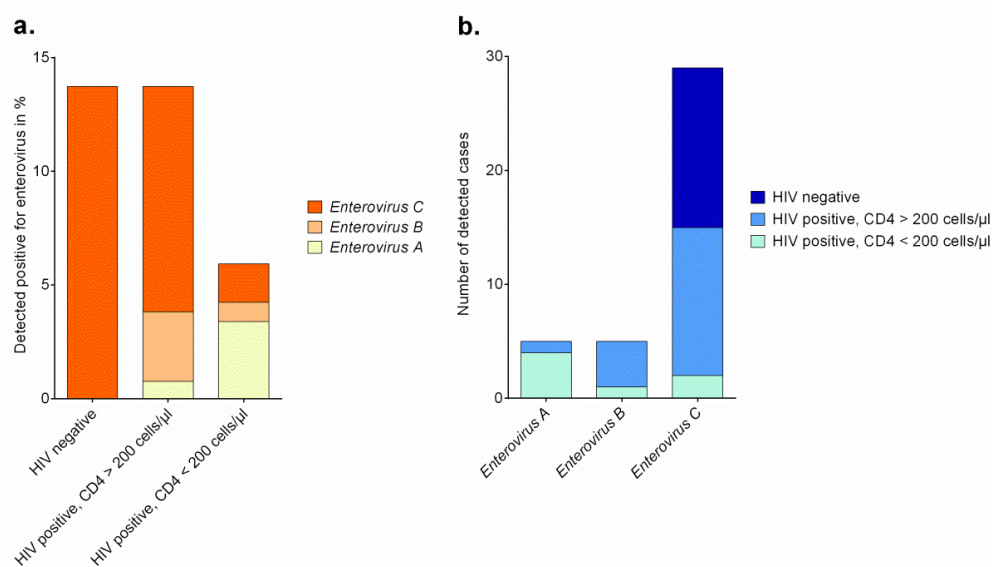 a.
Detected positive for enterovirus in %
15
10
5
0
HIV negative
HIV positive, CD4 > 200 cells/µl
HIV positive, CD4 < 200 cells/µl
Enterovirus C
Enterovirus B
Enterovirus A
b.
Number of detected cases
30
20
10
0
Enterovirus A
Enterovirus B
Enterovirus C
HIV negative
HIV positive, CD4 > 200 cells/µl
HIV positive, CD4 < 200 cells/µl